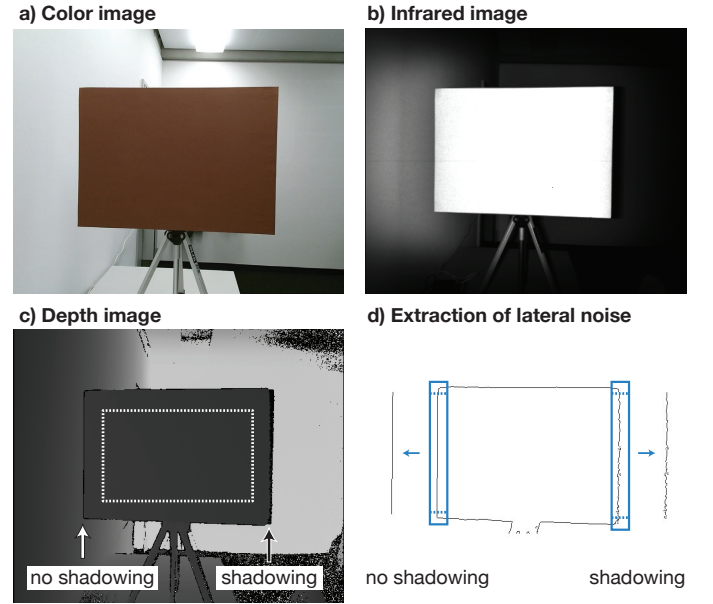 a) Color image
b) Infrared image
c) Depth image
d) Extraction of lateral noise
no shadowing
shadowing
no shadowing
shadowing